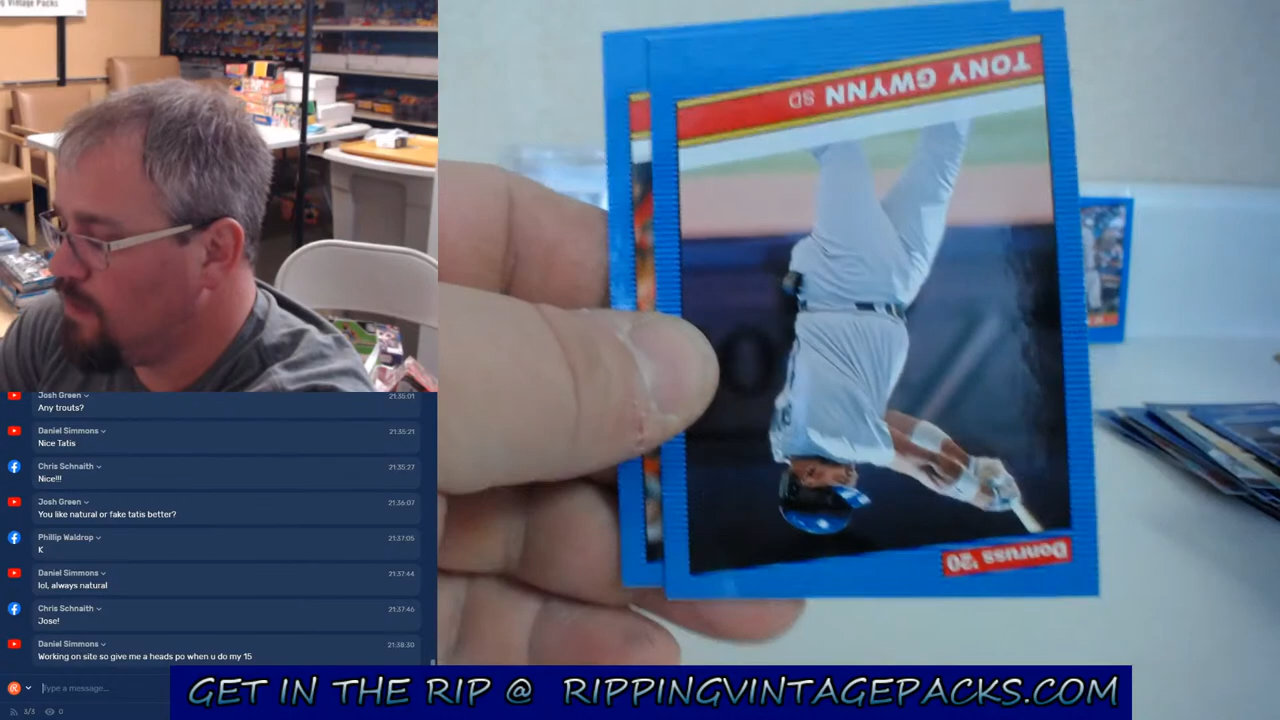 g Vintage Packs
Josh Green
21:35:01
Any trouts?
Daniel Simmons
21:35:21
Nice Tatis
Chris Schnaith
21:35:27
Nice!!!
Josh Green
21:36:07
You like natural or fake tatis better?
Phillip Waldrop
21:37:05
K
Daniel Simmons
21:37:44
lol, always natural
Chris Schnaith
21:37:46
Jose!
Daniel Simmons
21:38:30
Working on site so give me a heads po when u do my 15
Type a message...
3/3 0
TONY GWYNN SD
Donruss '20
GET IN THE RIP @ RIPPINGVINTAGEPACKS.COM